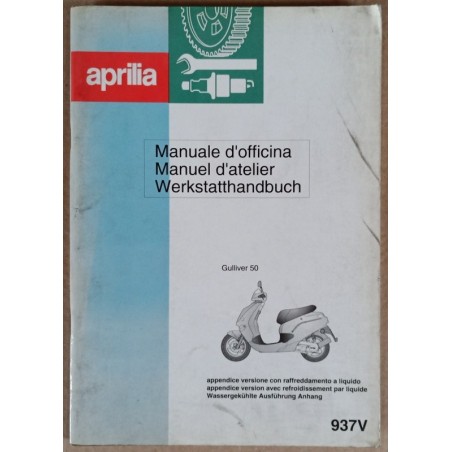 aprilia
Manuale d'officina
Manuel d'atelier
Werkstatthandbuch
Gulliver 50
appendice versione con raffreddamento a liquido
appendice version avec refroidissement par liquide
Wassergekühlte Ausführung Anhang
937V